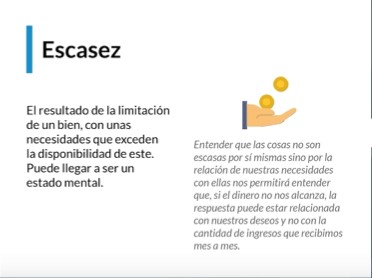 Escasez
El resultado de la limitación
de un bien, con unas
necesidades que exceden
la disponibilidad de este.
Puede llegar a ser un
estado mental.
Entender que las cosas no son
escasas por sí mismas sino por la
relación de nuestras necesidades
con ellas nos permitirá entender
que, si el dinero no nos alcanza, la
respuesta puede estar relacionada
con nuestros deseos y no con la
cantidad de ingresos que recibimos
mes a mes.